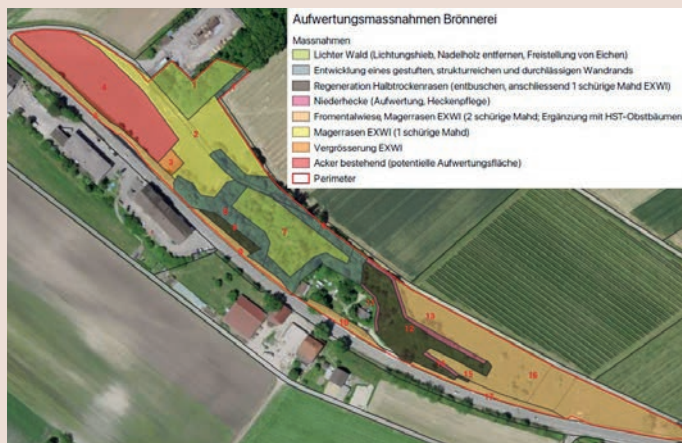 Aufwertungsmassnahmen Brönnerei
Massnahmen
Lichter Wald (Lichtungshieb, Nadelholz entfernen, Freistellung von Eichen)
Entwicklung eines gestuften, strukturreichen und durchlässigen Wandrands
Regeneration Halbtrockenrasen (entbuschen, anschliessend 1 schürige Mahd EXWI)
Niederhecke (Aufwertung, Heckenpflege)
Fromentalwiese, Magerrasen EXWI (2 schürige Mahd; Ergänzung mit HST-Obstbäumen
Magerrasen EXWI (1 schürige Mahd)
Vergrösserung EXWI
Acker bestehend (potentielle Aufwertungsfläche)
Perimeter
4
1
2
3
7
10
12
13
15
16
17